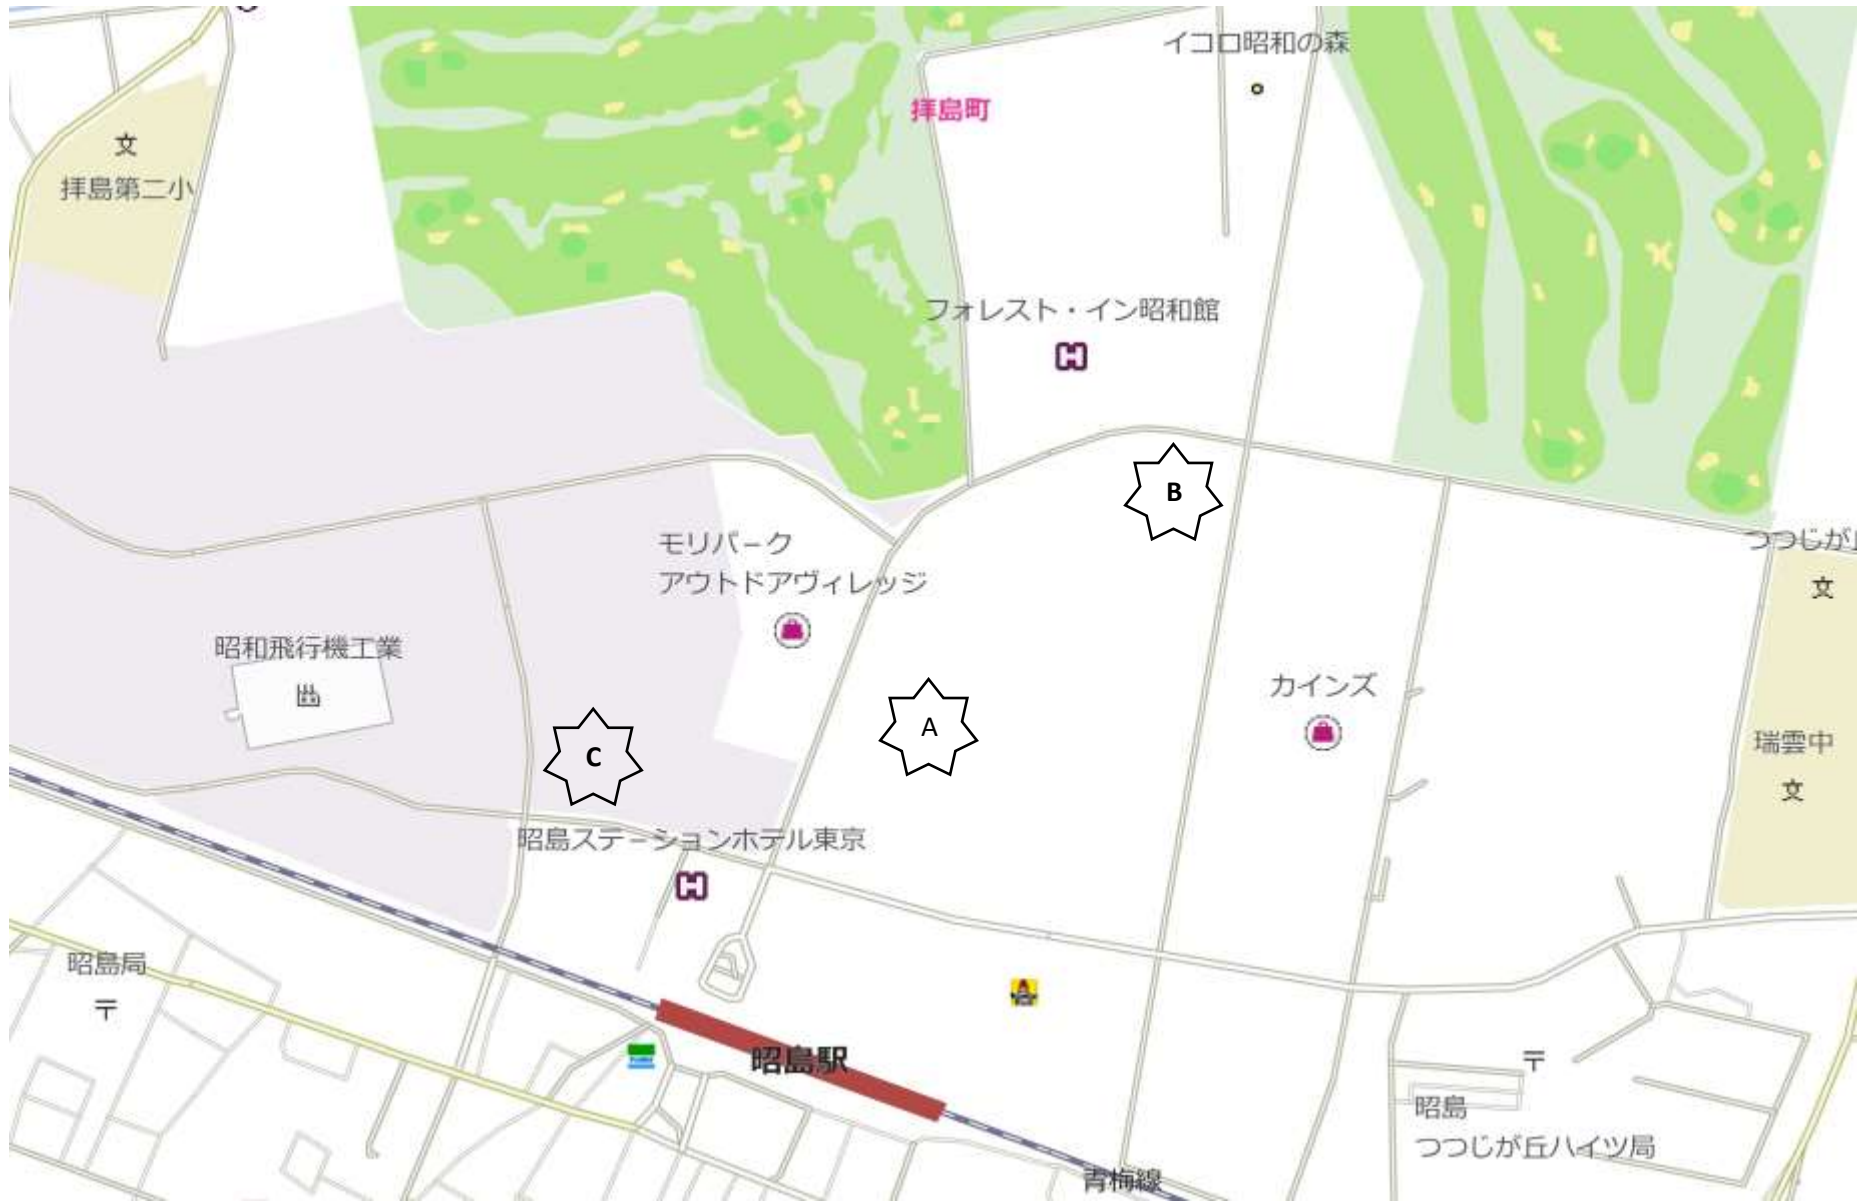 イコロ昭和の森
拝島町
文
拝島第二小
フォレスト・イン昭和館
H
B
モリパーク
アウトドアヴィレッジ
つつじが丘
文
昭和飛行機工業
カインズ
A
C
瑞雲中
文
昭島ステーションホテル東京
H
昭島局
〒
昭島駅
〒
昭島
つつじが丘ハイツ局
青梅線